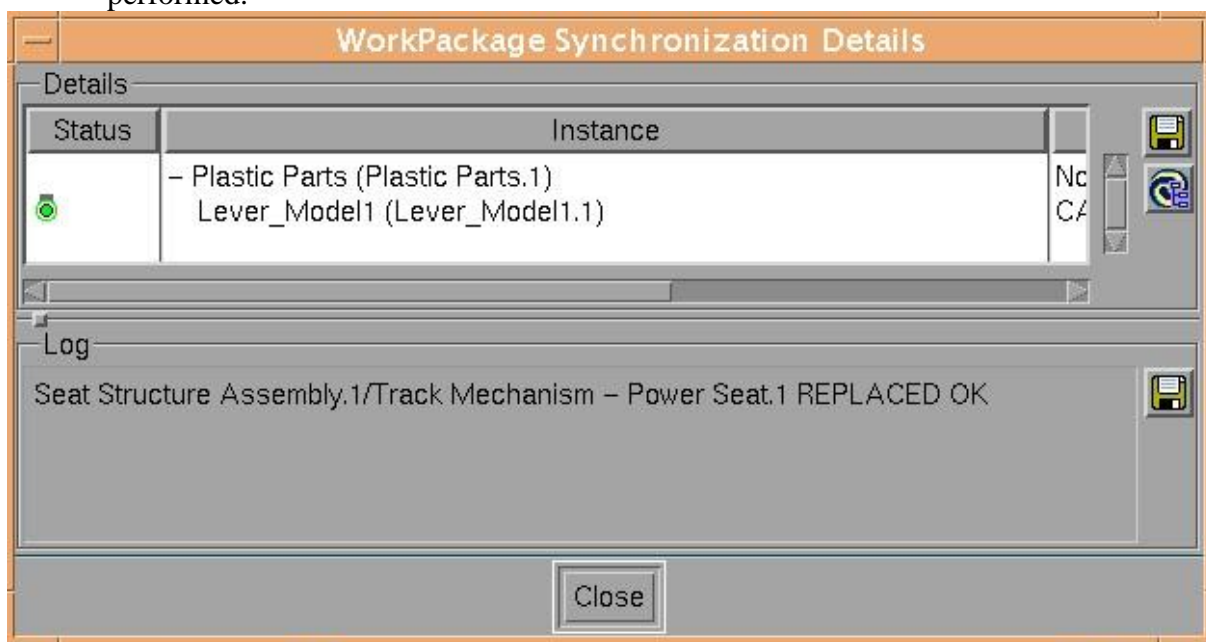 performed.
WorkPackage Synchronization Details
Details
Status Instance
– Plastic Parts (Plastic Parts.1)
Lever_Model1 (Lever_Model1.1)
Log
Seat Structure Assembly.1/Track Mechanism – Power Seat.1 REPLACED OK
Close